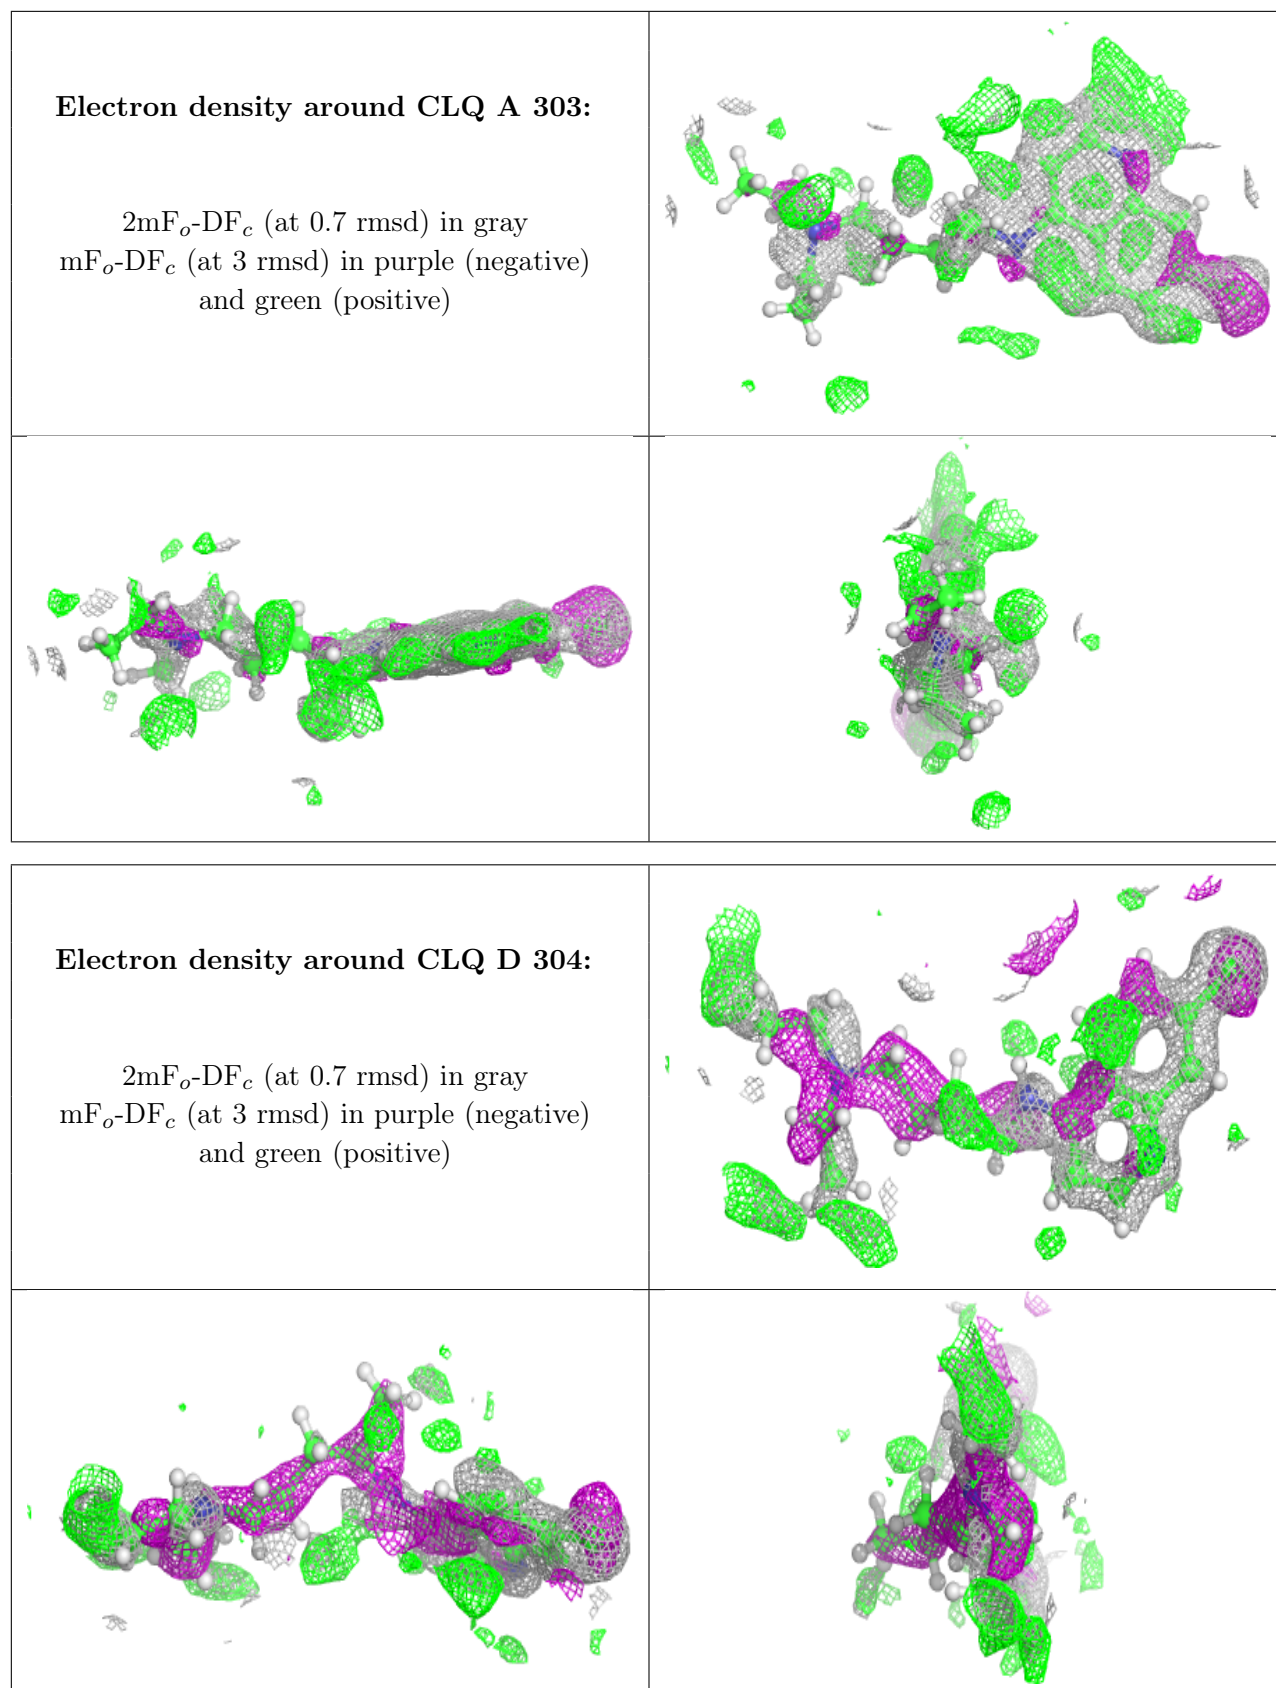 Electron density around CLQ A 303:
2mFo-DFc (at 0.7 rmsd) in gray
mFo-DFc (at 3 rmsd) in purple (negative)
and green (positive)
Electron density around CLQ D 304:
2mFo-DFc (at 0.7 rmsd) in gray
mFo-DFc (at 3 rmsd) in purple (negative)
and green (positive)